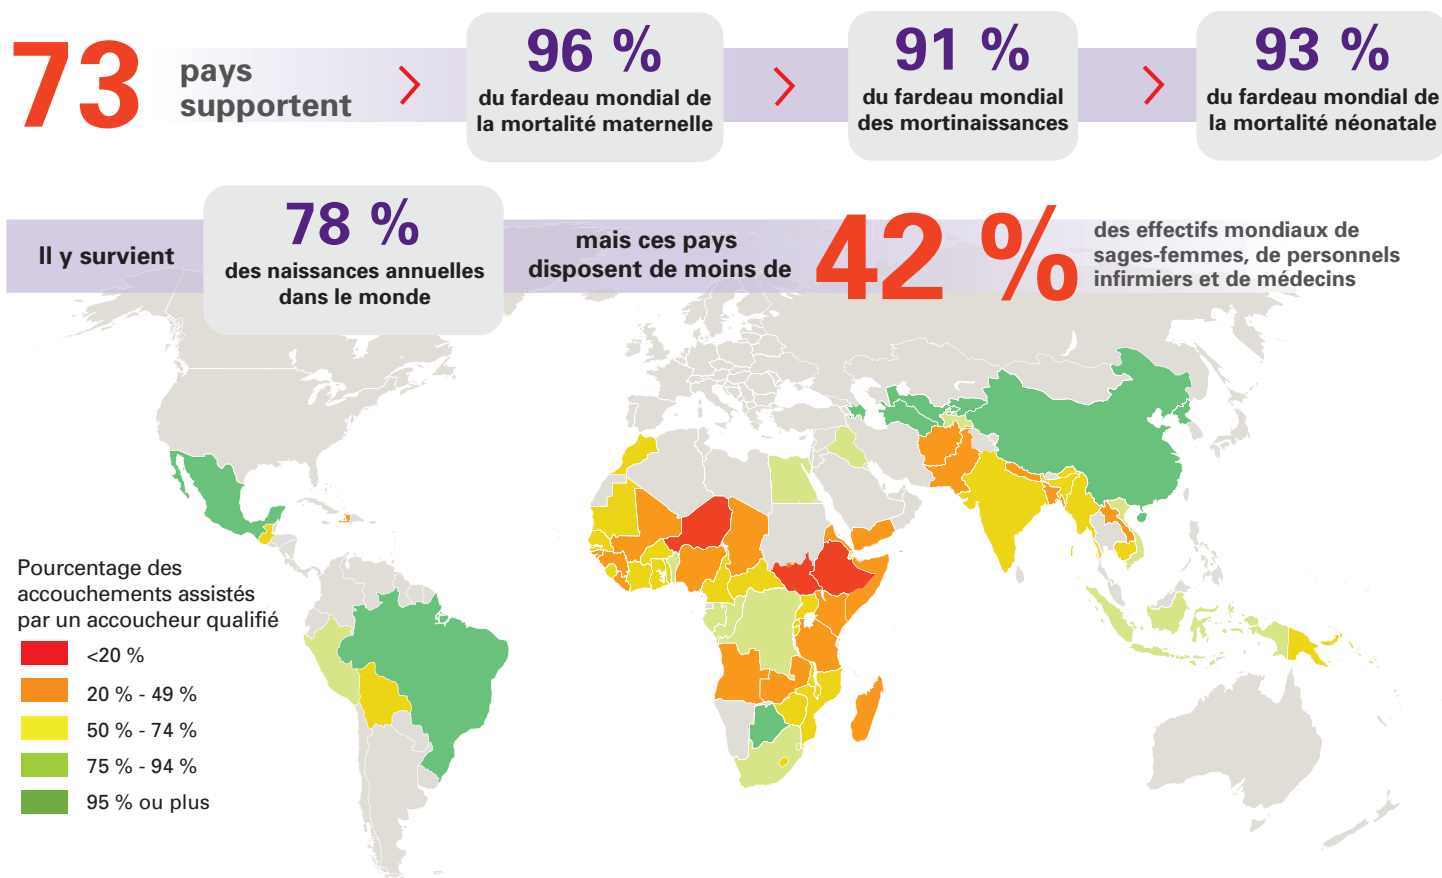 73
pays
supportent
96 %
du fardeau mondial de
la mortalité maternelle
91 %
du fardeau mondial
des mortinaissances
93 %
du fardeau mondial de
la mortalité néonatale
Il y survient
78 %
des naissances annuelles
dans le monde
mais ces pays
disposent de moins de
42 %
des effectifs mondiaux de
sages-femmes, de personnels
infirmiers et de médecins
Pourcentage des
accouchements assistés
par un accoucheur qualifié
<20 %
20 % - 49 %
50 % - 74 %
75 % - 94 %
95 % ou plus